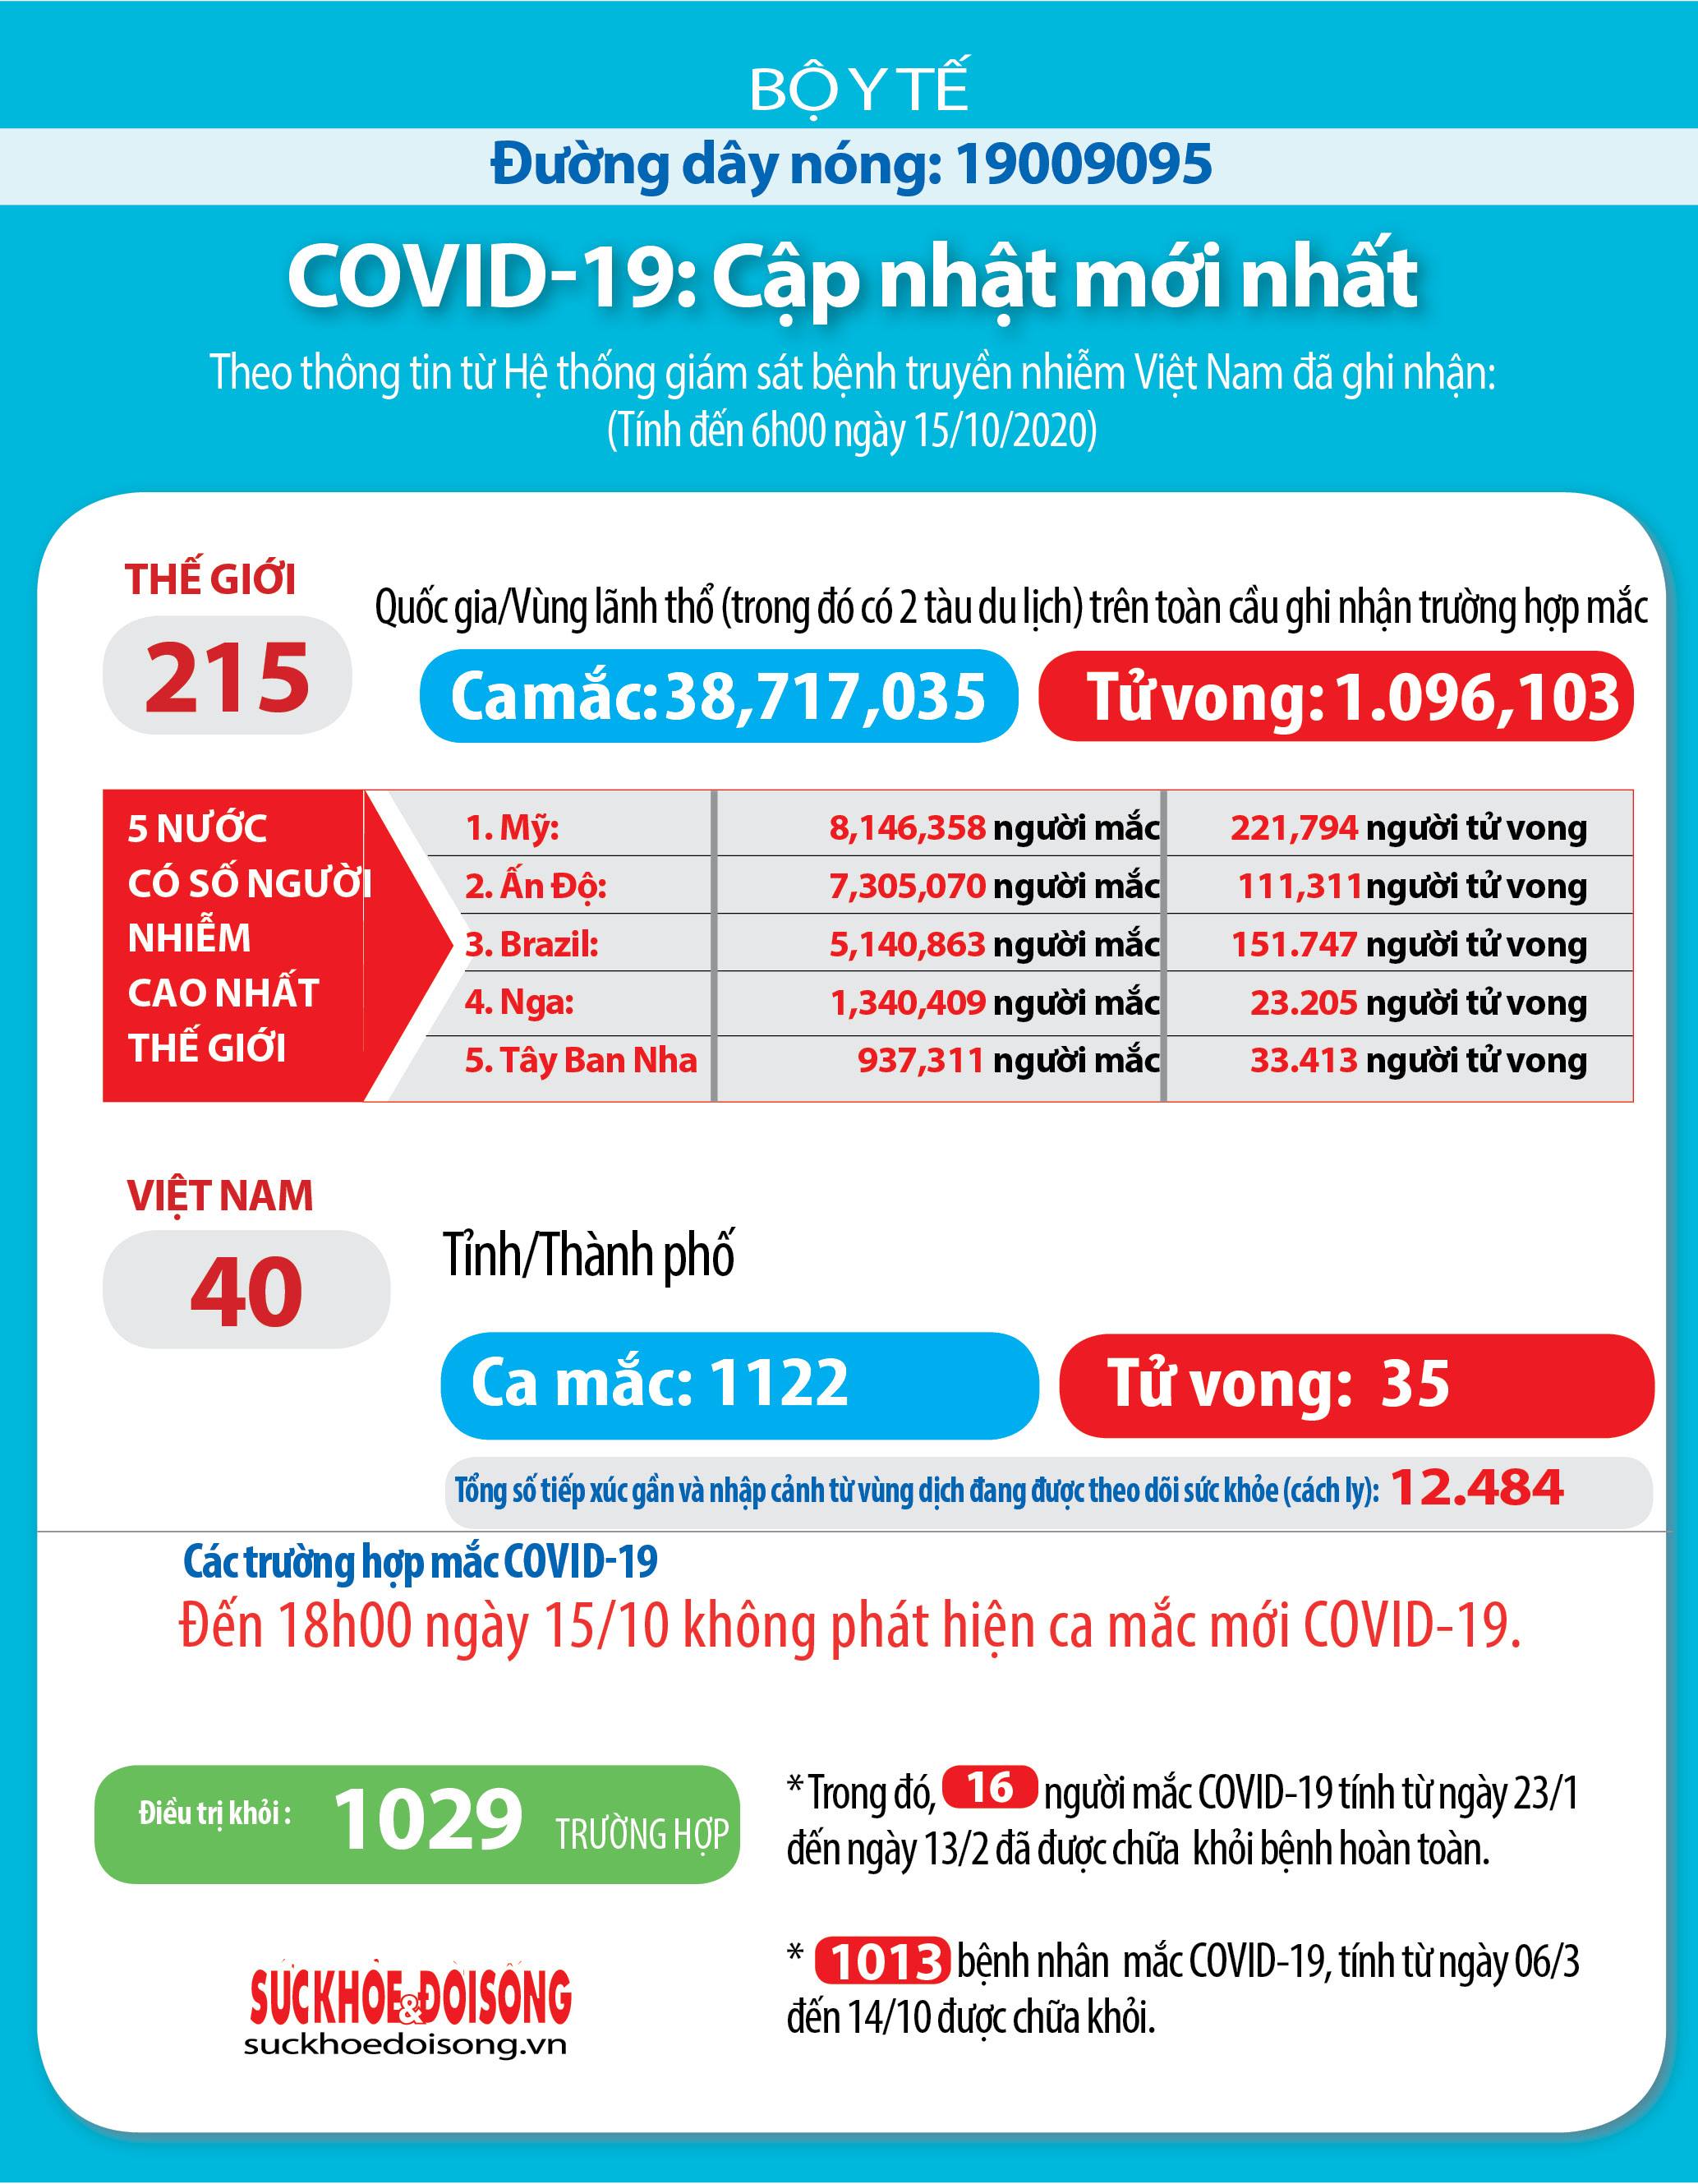 BỘ Y TẾ
Đường dây nóng: 19009095
COVID-19: Cập nhật mới nhất
Theo thông tin từ Hệ thống giám sát bệnh truyền nhiễm Việt Nam đã ghi nhận:
(Tính đến 6h00 ngày 15/10/2020)
THẾ GIỚI
215
Quốc gia/Vùng lãnh thổ (trong đó có 2 tàu du lịch) trên toàn cầu ghi nhận trường hợp mắc
Ca mắc: 38,717,035 Tử vong: 1.096,103
5 NƯỚC
CÓ SỐ NGƯỜI
NHIỄM
CAO NHẤT
THẾ GIỚI
1. Mỹ: 8,146,358 người mắc 221,794 người tử vong
2. Ấn Độ: 7,305,070 người mắc 111,311 người tử vong
3. Brazil: 5,140,863 người mắc 151.747 người tử vong
4. Nga: 1,340,409 người mắc 23.205 người tử vong
5. Tây Ban Nha 937,311 người mắc 33.413 người tử vong
VIỆT NAM
40
Tỉnh/Thành phố
Ca mắc: 1122 Tử vong: 35
Tổng số tiếp xúc gần và nhập cảnh từ vùng dịch đang được theo dõi sức khỏe (cách ly): 12.484
Các trường hợp mắc COVID-19
Đến 18h00 ngày 15/10 không phát hiện ca mắc mới COVID-19.
Điều trị khỏi : 1029 TRƯỜNG HỢP
* Trong đó, 16 người mắc COVID-19 tính từ ngày 23/1
đến ngày 13/2 đã được chữa khỏi bệnh hoàn toàn.
* 1013 bệnh nhân mắc COVID-19, tính từ ngày 06/3
đến 14/10 được chữa khỏi.
SỨC KHỎE & ĐỜI SỐNG
suckhoedoisong.vn